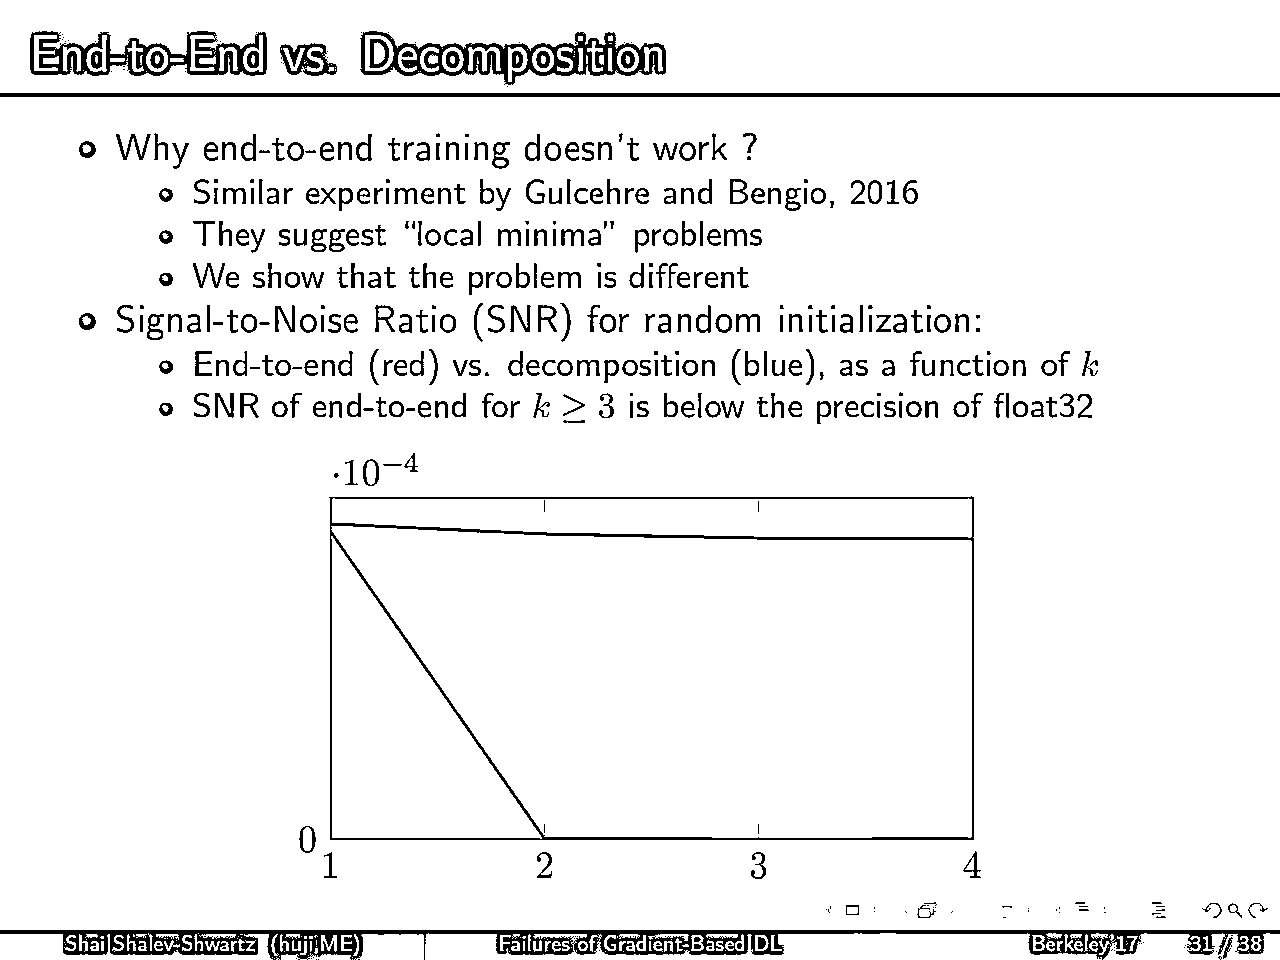 End-to-End vs. Decomposition
Why end-to-end training doesn't work ?
Similar experiment by Gulcehre and Bengio, 2016
They suggest “local minima” problems
We show that the problem is different
Signal-to-Noise Ratio (SNR) for random initialization:
End-to-end (red) vs. decomposition (blue), as a function of k
SNR of end-to-end for k ≥ 3 is below the precision of float32
·10⁻⁴
0
1 2 3 4
Shai Shalev-Shwartz (huji,ME) Failures of Gradient-Based DL Berkeley'17 31 / 38